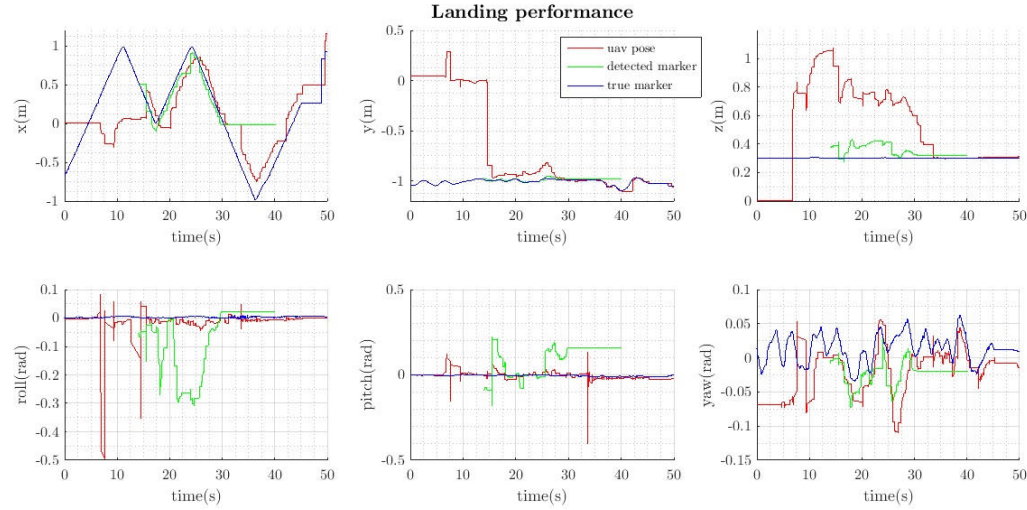 Landing performance
1
0.5
0
-0.5
-1
x(m)
0 10 20 30 40 50
time(s)
0.5
0
-0.5
-1
y(m)
0 10 20 30 40 50
time(s)
uav pose
detected marker
true marker
1
0.8
0.6
0.4
0.2
0
z(m)
0 10 20 30 40 50
time(s)
0.1
0
-0.1
-0.2
-0.3
-0.4
-0.5
roll(rad)
0 10 20 30 40 50
time(s)
0.5
0
-0.5
pitch(rad)
0 10 20 30 40 50
time(s)
0.1
0.05
0
-0.05
-0.1
-0.15
yaw(rad)
0 10 20 30 40 50
time(s)